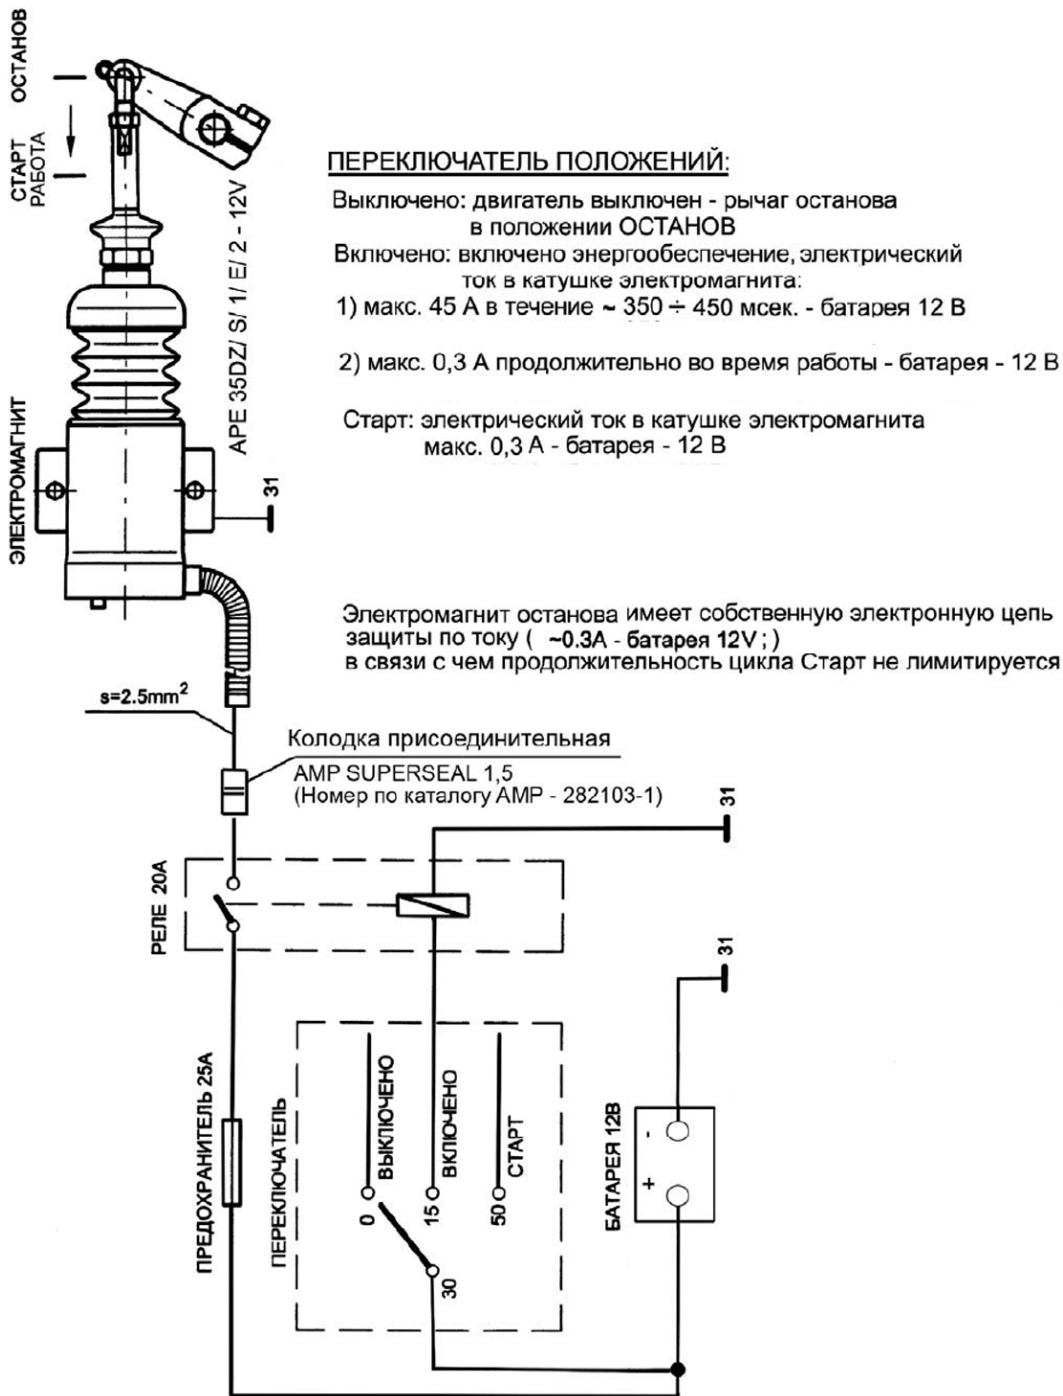 ОСТАНОВ
СТАРТ
РАБОТА
APE 35DZ/ S/ 1/ E/ 2 - 12V
ЭЛЕКТРОМАГНИТ
31
ПЕРЕКЛЮЧАТЕЛЬ ПОЛОЖЕНИЙ:
Выключено: двигатель выключен - рычаг останова
в положении ОСТАНОВ
Включено: включено энергообеспечение, электрический
ток в катушке электромагнита:
1) макс. 45 А в течение ~ 350 ÷ 450 мсек. - батарея 12 В
2) макс. 0,3 А продолжительно во время работы - батарея - 12 В
Старт: электрический ток в катушке электромагнита
макс. 0,3 А - батарея - 12 В
Электромагнит останова имеет собственную электронную цепь
защиты по току ( ~0.3A - батарея 12V ; )
в связи с чем продолжительность цикла Старт не лимитируется
s=2.5mm²
Колодка присоединительная
AMP SUPERSEAL 1,5
(Номер по каталогу AMP - 282103-1)
31
РЕЛЕ 20А
31
ПРЕДОХРАНИТЕЛЬ 25А
ПЕРЕКЛЮЧАТЕЛЬ
ВЫКЛЮЧЕНО
ВКЛЮЧЕНО
СТАРТ
0
15
50
30
БАТАРЕЯ 12В
-
+